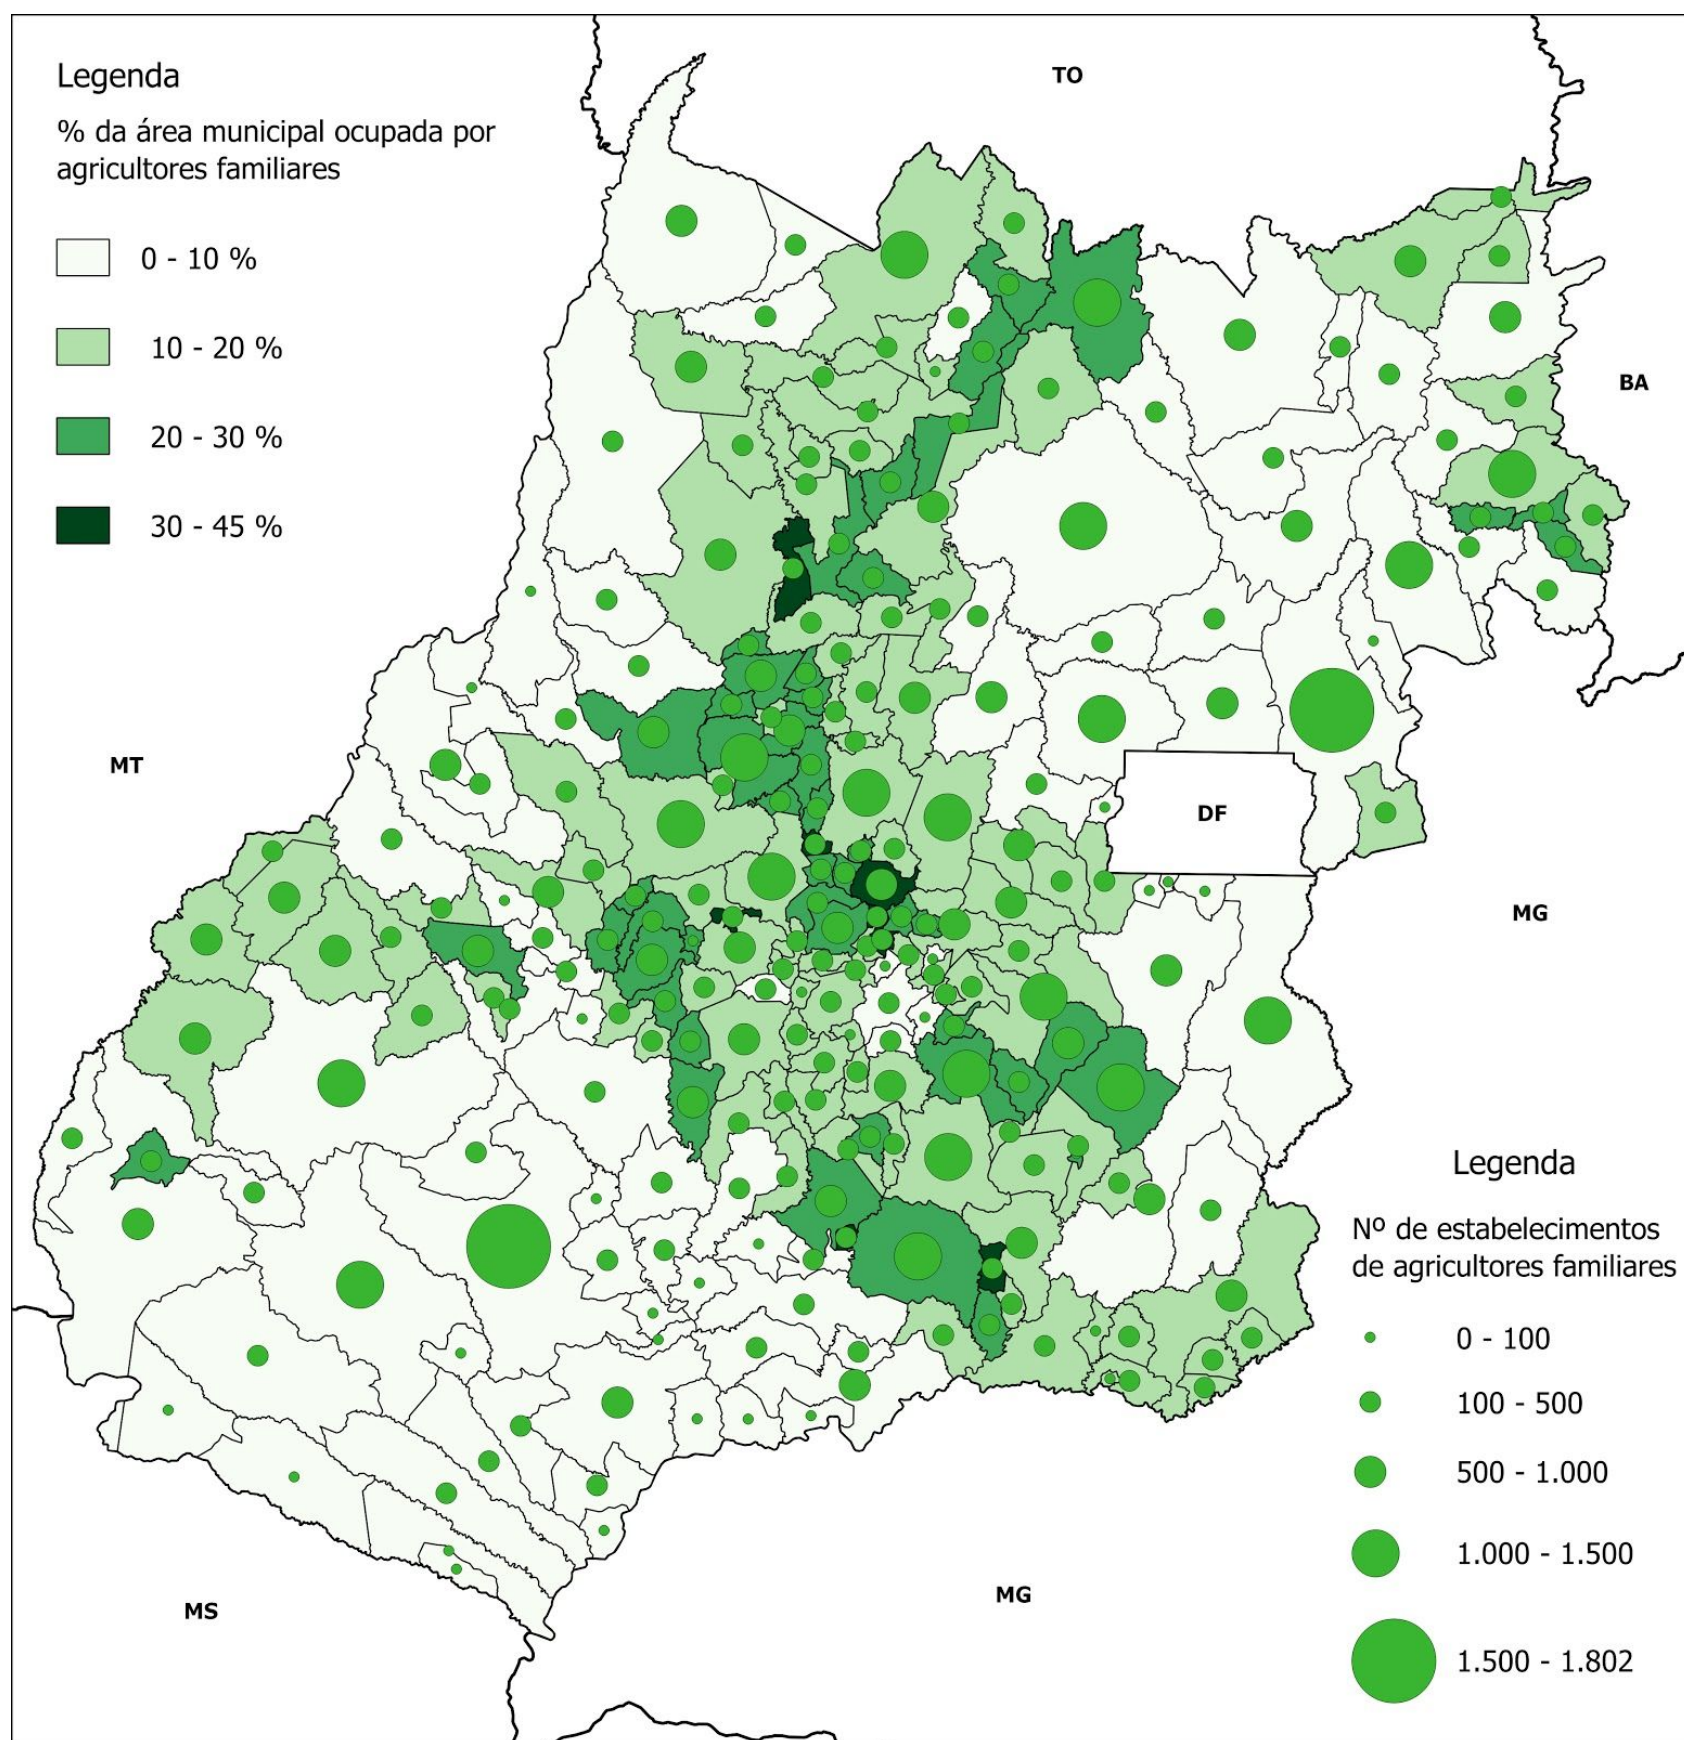 Legenda
% da área municipal ocupada por
agricultores familiares
0 - 10 %
10 - 20 %
20 - 30 %
30 - 45 %
TO
BA
MT
DF
MG
Legenda
Nº de estabelecimentos
de agricultores familiares
0 - 100
100 - 500
500 - 1.000
1.000 - 1.500
1.500 - 1.802
MS
MG